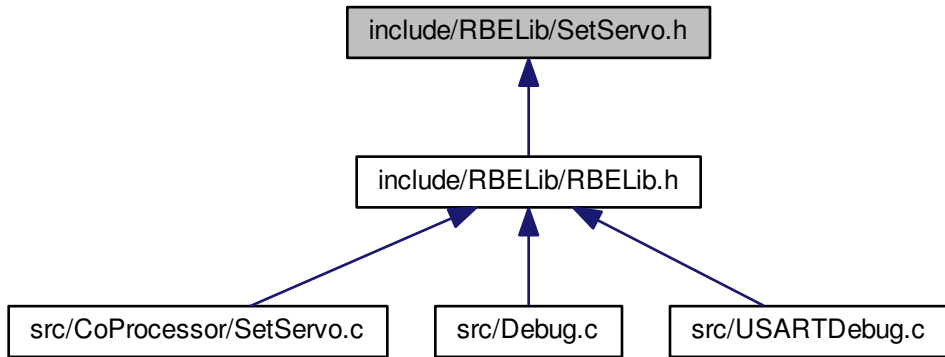 include/RBELib/SetServo.h
include/RBELib/RBELib.h
src/CoProcessor/SetServo.c
src/Debug.c
src/USARTDebug.c